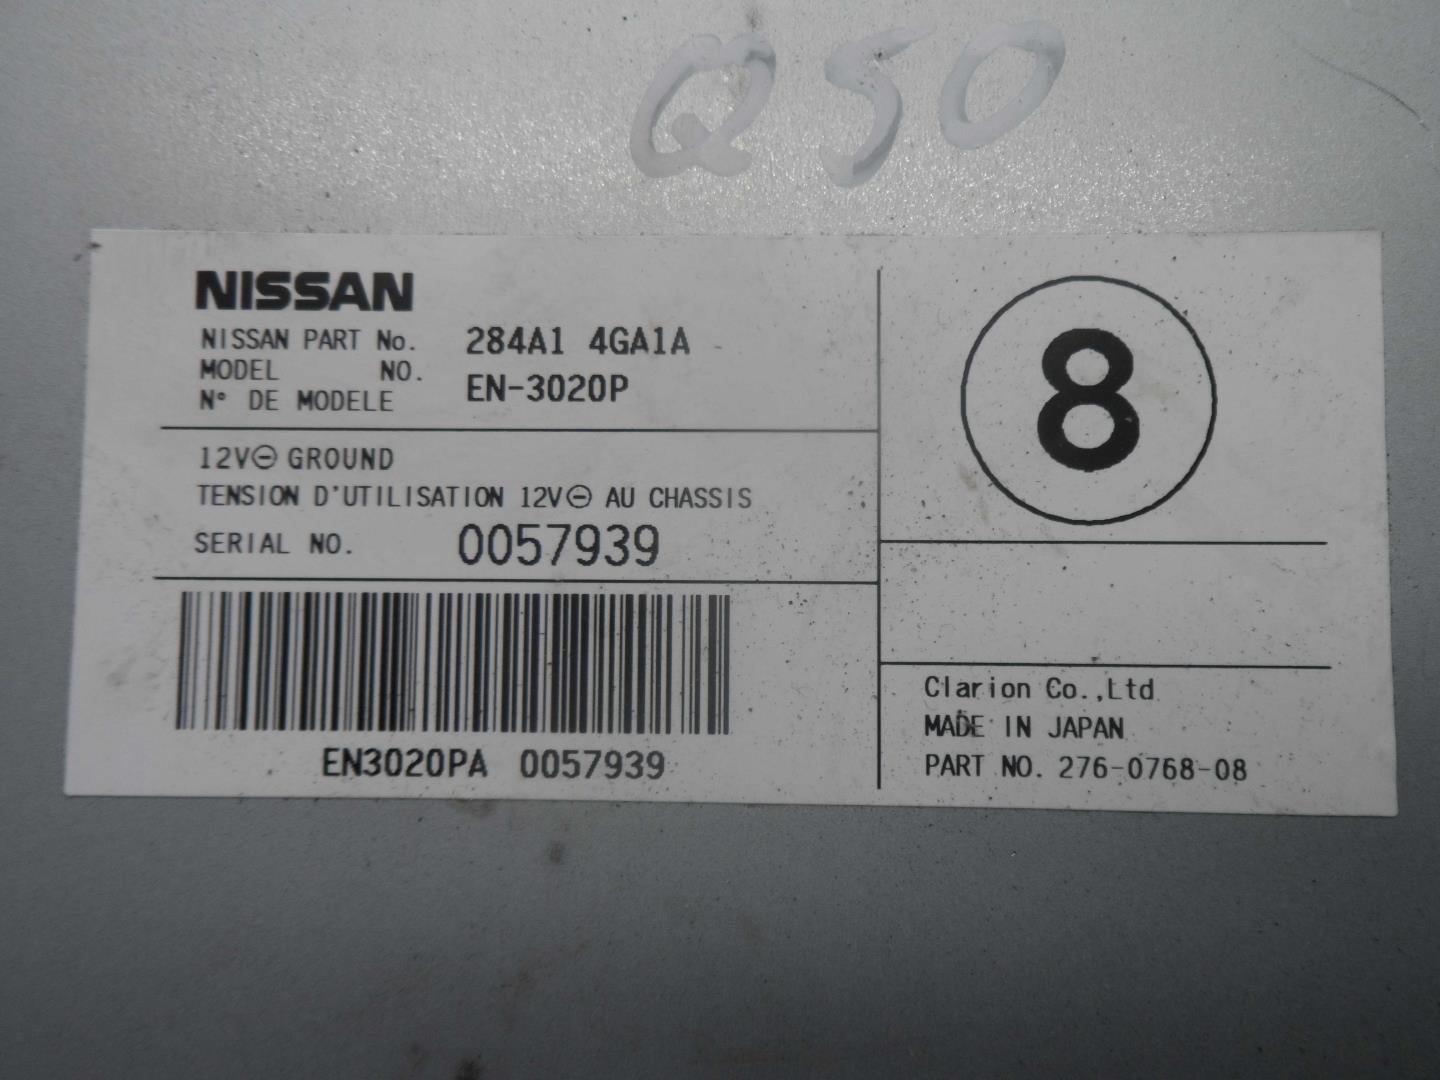 Q50
NISSAN
NISSAN PART No. 284A1 4GA1A
MODEL NO. EN-3020P
N° DE MODELE
12V⊖ GROUND
TENSION D'UTILISATION 12V⊖ AU CHASSIS
SERIAL NO. 0057939
EN3020PA 0057939
8
Clarion Co.,Ltd
MADE IN JAPAN
PART NO. 276-0768-08